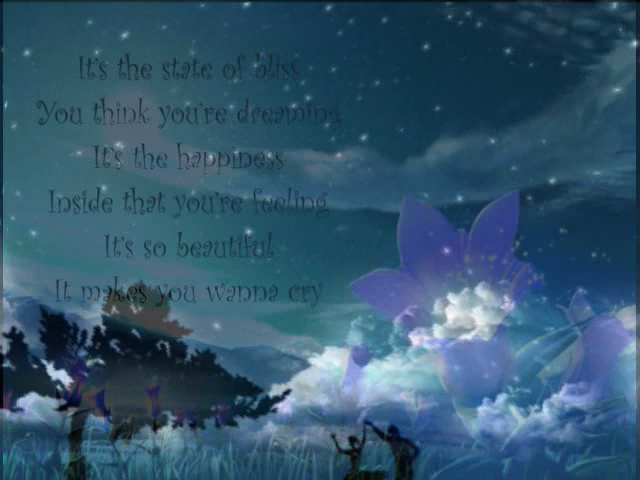 It's the state of bliss
You think you're dreaming
It's the happiness
Inside that you're feeling
It's so beautiful
It makes you wanna cry